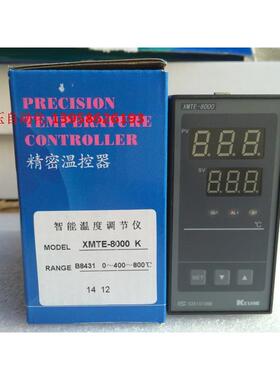 PRECISION
TEMPERATURE
CONTROLLER
精密温控器
智能温度调节仪
MODEL XMTE-8000 K
RANGE B8431 0～400～800℃
14 12
XMTE-8000
PV
8.8.8.
SV
8.8.8.
℃
SET